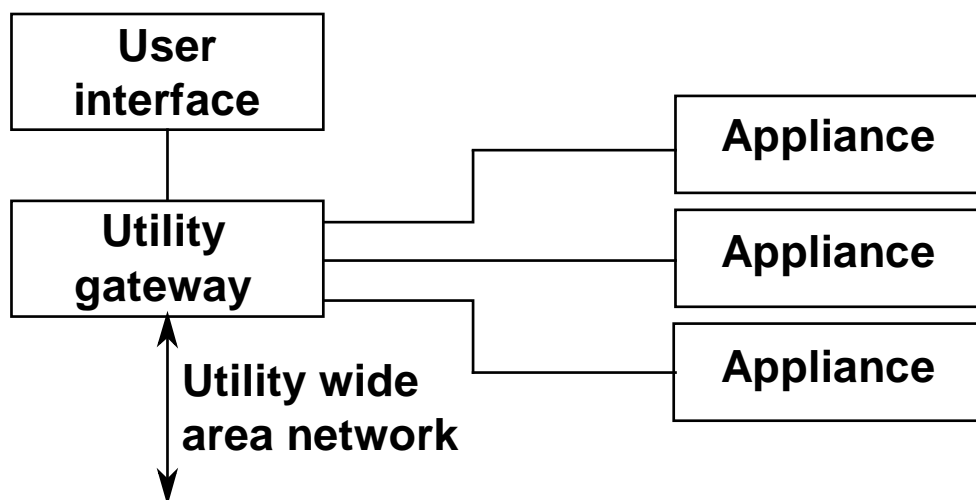 User
interface
Appliance
Utility
gateway
Appliance
Appliance
Utility wide
area network